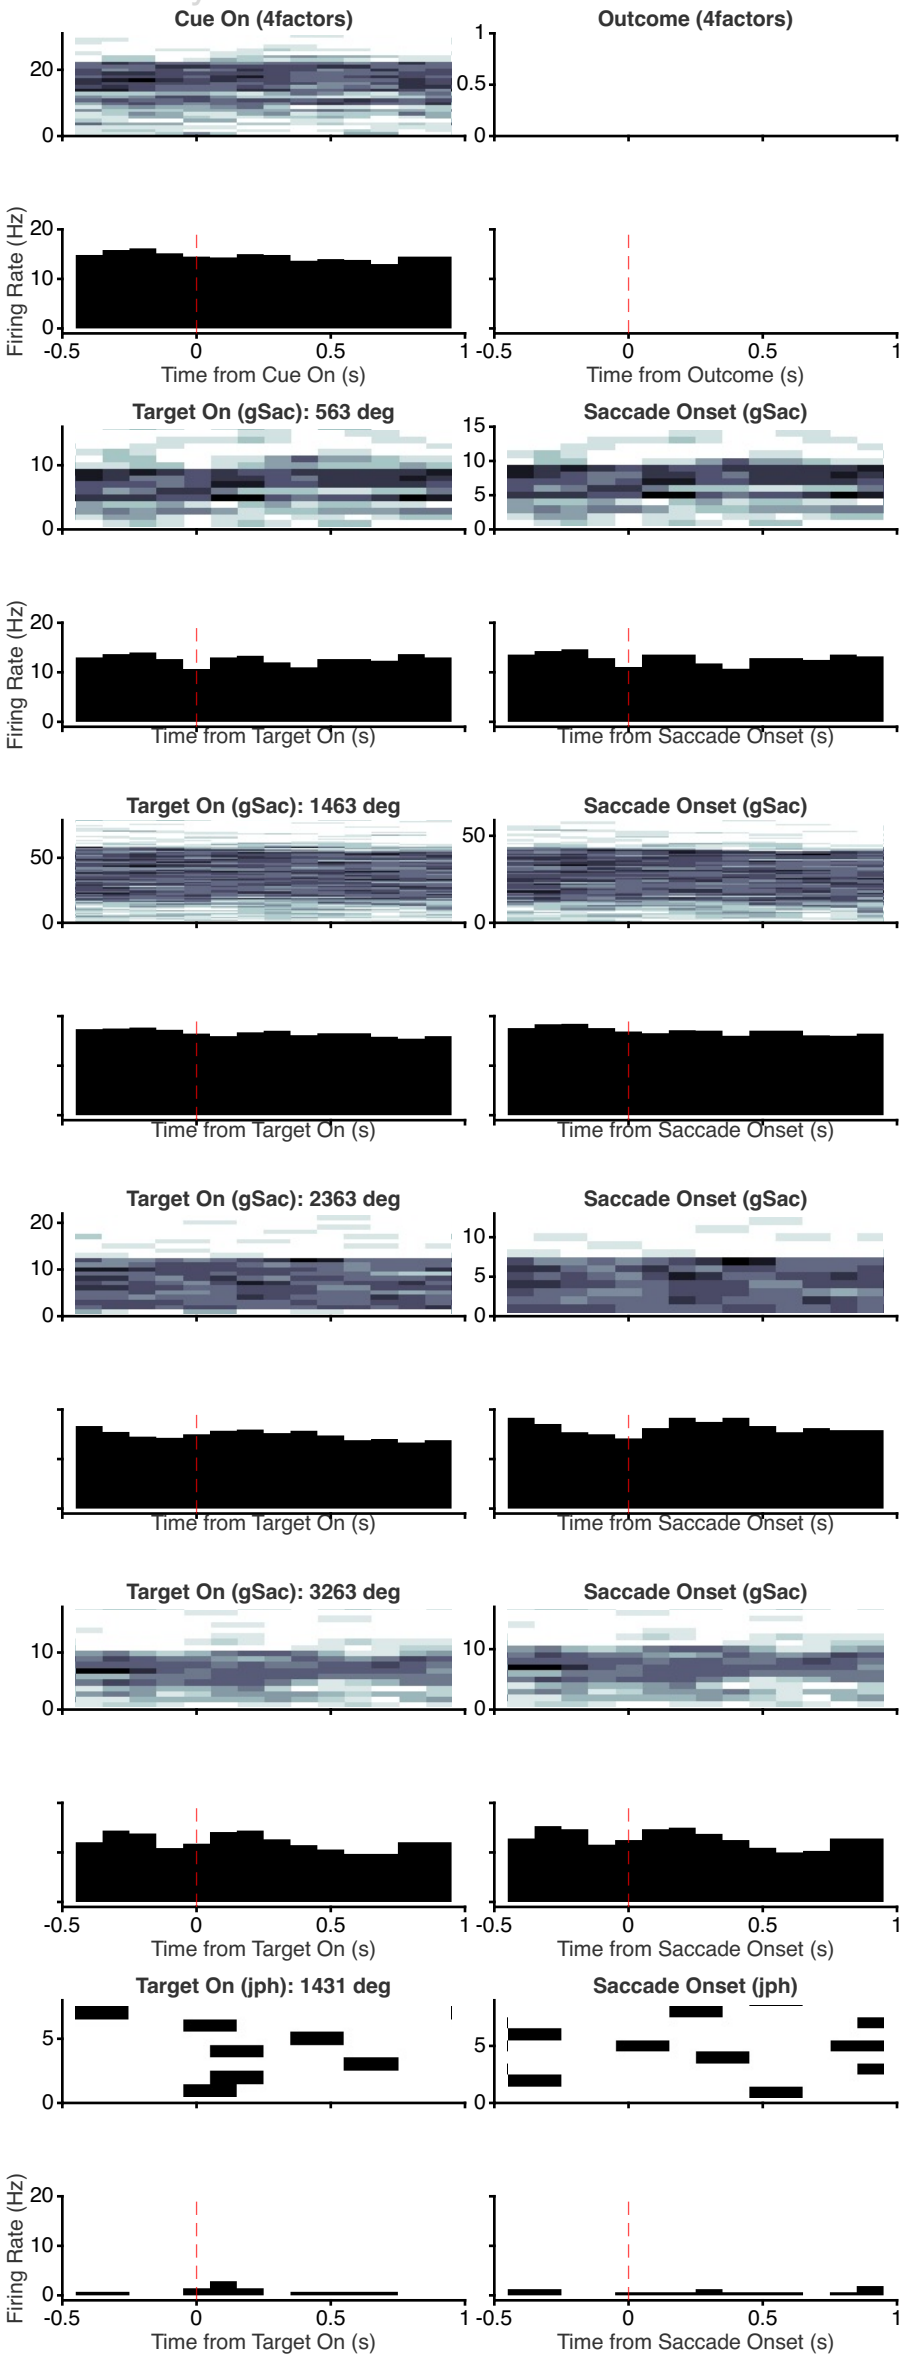 Cue On (4factors) Outcome (4factors)
20
0
1
0.5
0
Firing Rate (Hz)
20
10
0
-0.5 0 0.5 1
-0.5 0 0.5 1
Time from Cue On (s) Time from Outcome (s)
Target On (gSac): 563 deg Saccade Onset (gSac)
10
0
15
10
5
0
Firing Rate (Hz)
20
10
0
Time from Target On (s) Time from Saccade Onset (s)
Target On (gSac): 1463 deg Saccade Onset (gSac)
50
0
50
0
Time from Target On (s) Time from Saccade Onset (s)
Target On (gSac): 2363 deg Saccade Onset (gSac)
20
10
0
10
5
0
Time from Target On (s) Time from Saccade Onset (s)
Target On (gSac): 3263 deg Saccade Onset (gSac)
10
0
10
0
-0.5 0 0.5 1
-0.5 0 0.5 1
Time from Target On (s) Time from Saccade Onset (s)
Target On (jph): 1431 deg Saccade Onset (jph)
5
0
5
0
Firing Rate (Hz)
20
10
0
-0.5 0 0.5 1
-0.5 0 0.5 1
Time from Target On (s) Time from Saccade Onset (s)